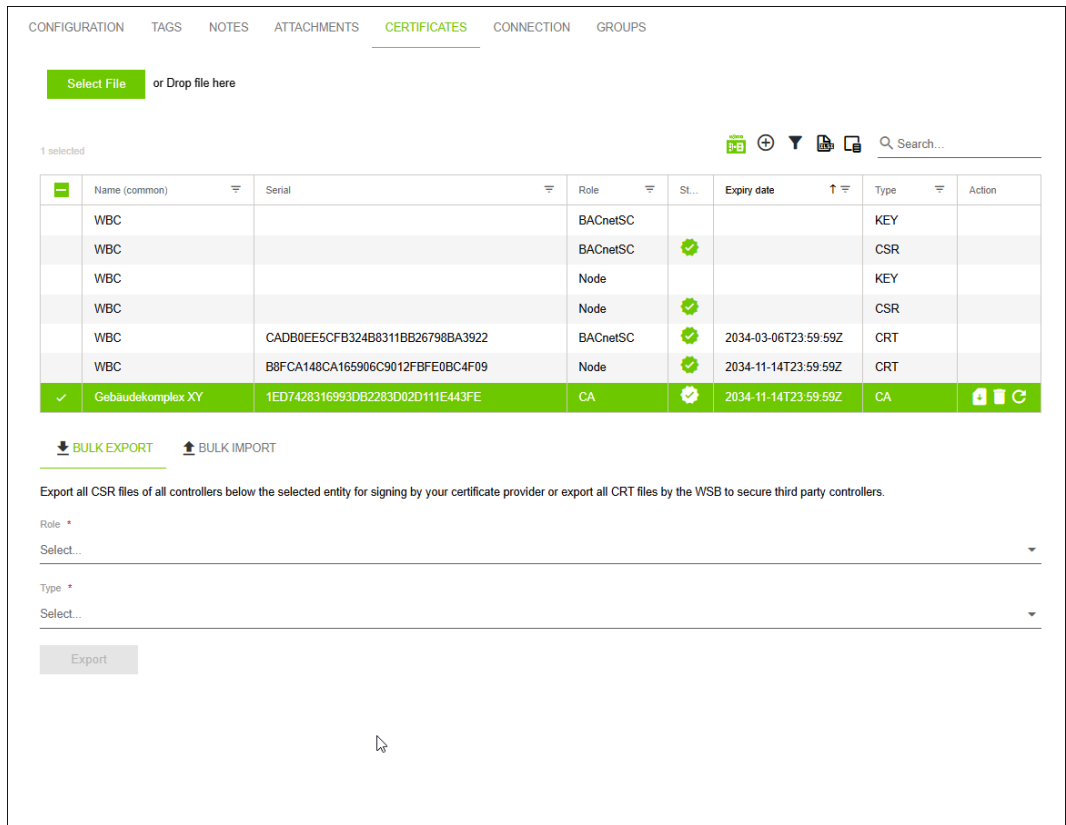 CONFIGURATION TAGS NOTES ATTACHMENTS CERTIFICATES CONNECTION GROUPS
Select File or Drop file here
1 selected
Search...
Name (common) Serial Role St... Expiry date Type Action
WBC BACnetSC KEY
WBC BACnetSC CSR
WBC Node KEY
WBC Node CSR
WBC CADB0EE5CFB324B8311BB26798BA3922 BACnetSC 2034-03-06T23:59:59Z CRT
WBC B8FCA148CA165906C9012FBFE0BC4F09 Node 2034-11-14T23:59:59Z CRT
Gebäudekomplex XY 1ED7428316993DB2283D02D111E443FE CA 2034-11-14T23:59:59Z CA
BULK EXPORT BULK IMPORT
Export all CSR files of all controllers below the selected entity for signing by your certificate provider or export all CRT files by the WSB to secure third party controllers.
Role *
Select...
Type *
Select...
Export